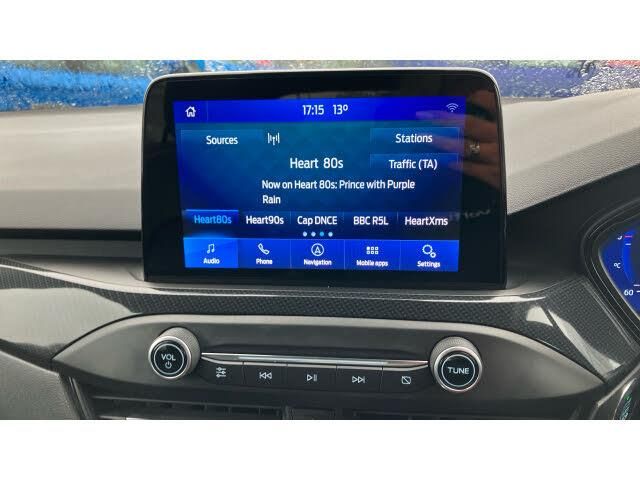 17:15 13°
Sources
Stations
Heart 80s
Traffic (TA)
Now on Heart 80s: Prince with Purple
Rain
Heart80s Heart90s Cap DNCE BBC R5L HeartXms
Audio Phone Navigation Mobile apps Settings
VOL
TUNE
60